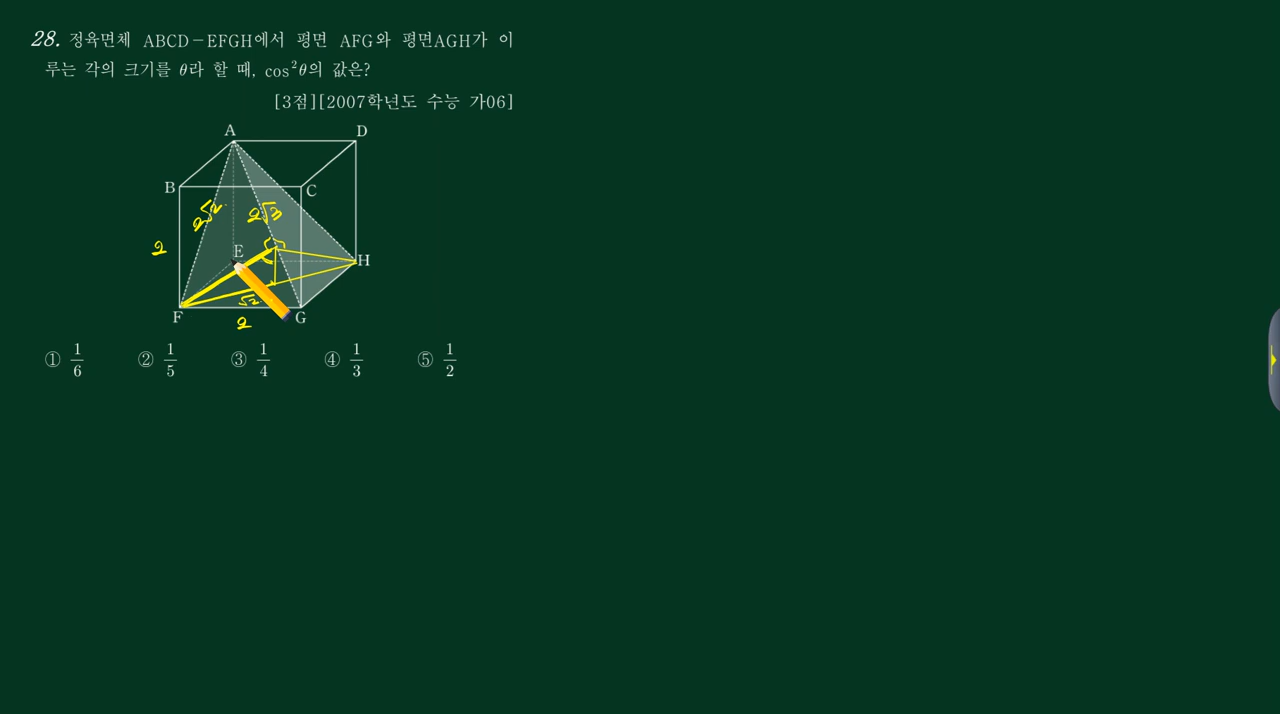 28. 정육면체 ABCD-EFGH에서 평면 AFG와 평면AGH가 이
루는 각의 크기를 θ라 할 때, cos²θ의 값은?
[3점][2007학년도 수능 가06]
A D
B C
2√2 2√3
2 E H
√2
F G
2
① 1/6 ② 1/5 ③ 1/4 ④ 1/3 ⑤ 1/2